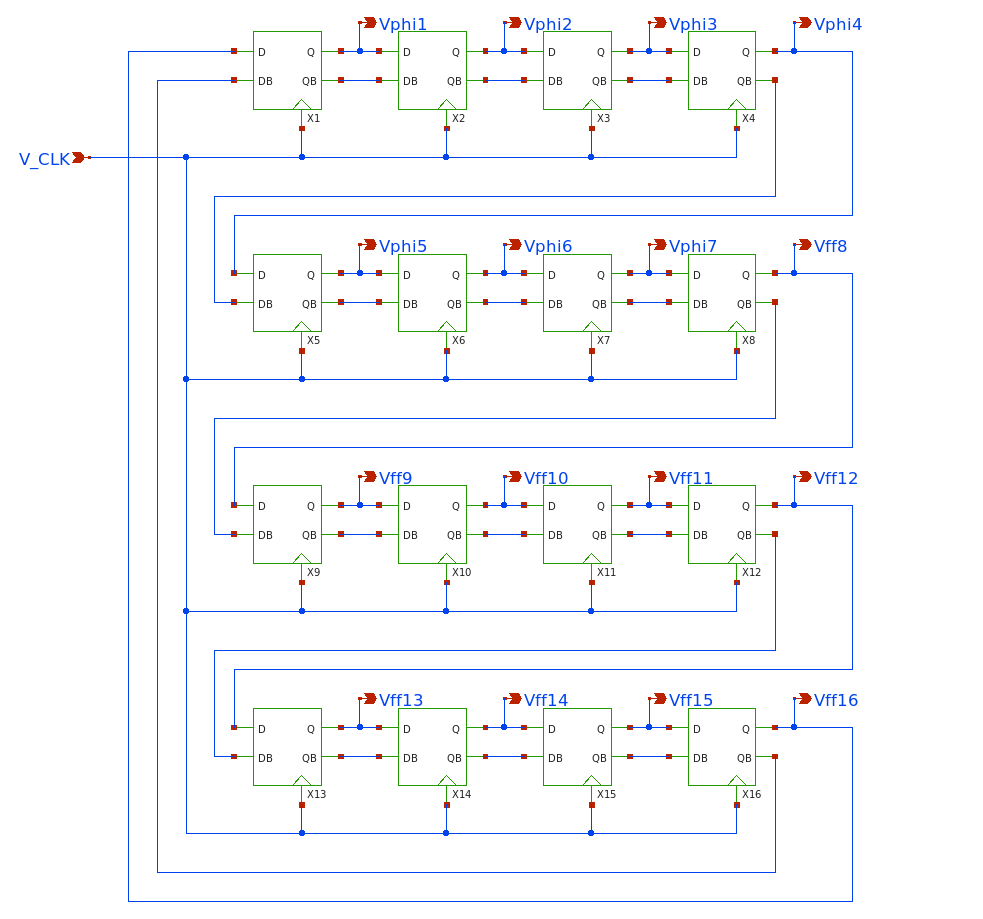 Vphi1 Vphi2 Vphi3 Vphi4
D Q D Q D Q D Q
DB QB DB QB DB QB DB QB
X1 X2 X3 X4
V_CLK
Vphi5 Vphi6 Vphi7 Vff8
D Q D Q D Q D Q
DB QB DB QB DB QB DB QB
X5 X6 X7 X8
Vff9 Vff10 Vff11 Vff12
D Q D Q D Q D Q
DB QB DB QB DB QB DB QB
X9 X10 X11 X12
Vff13 Vff14 Vff15 Vff16
D Q D Q D Q D Q
DB QB DB QB DB QB DB QB
X13 X14 X15 X16